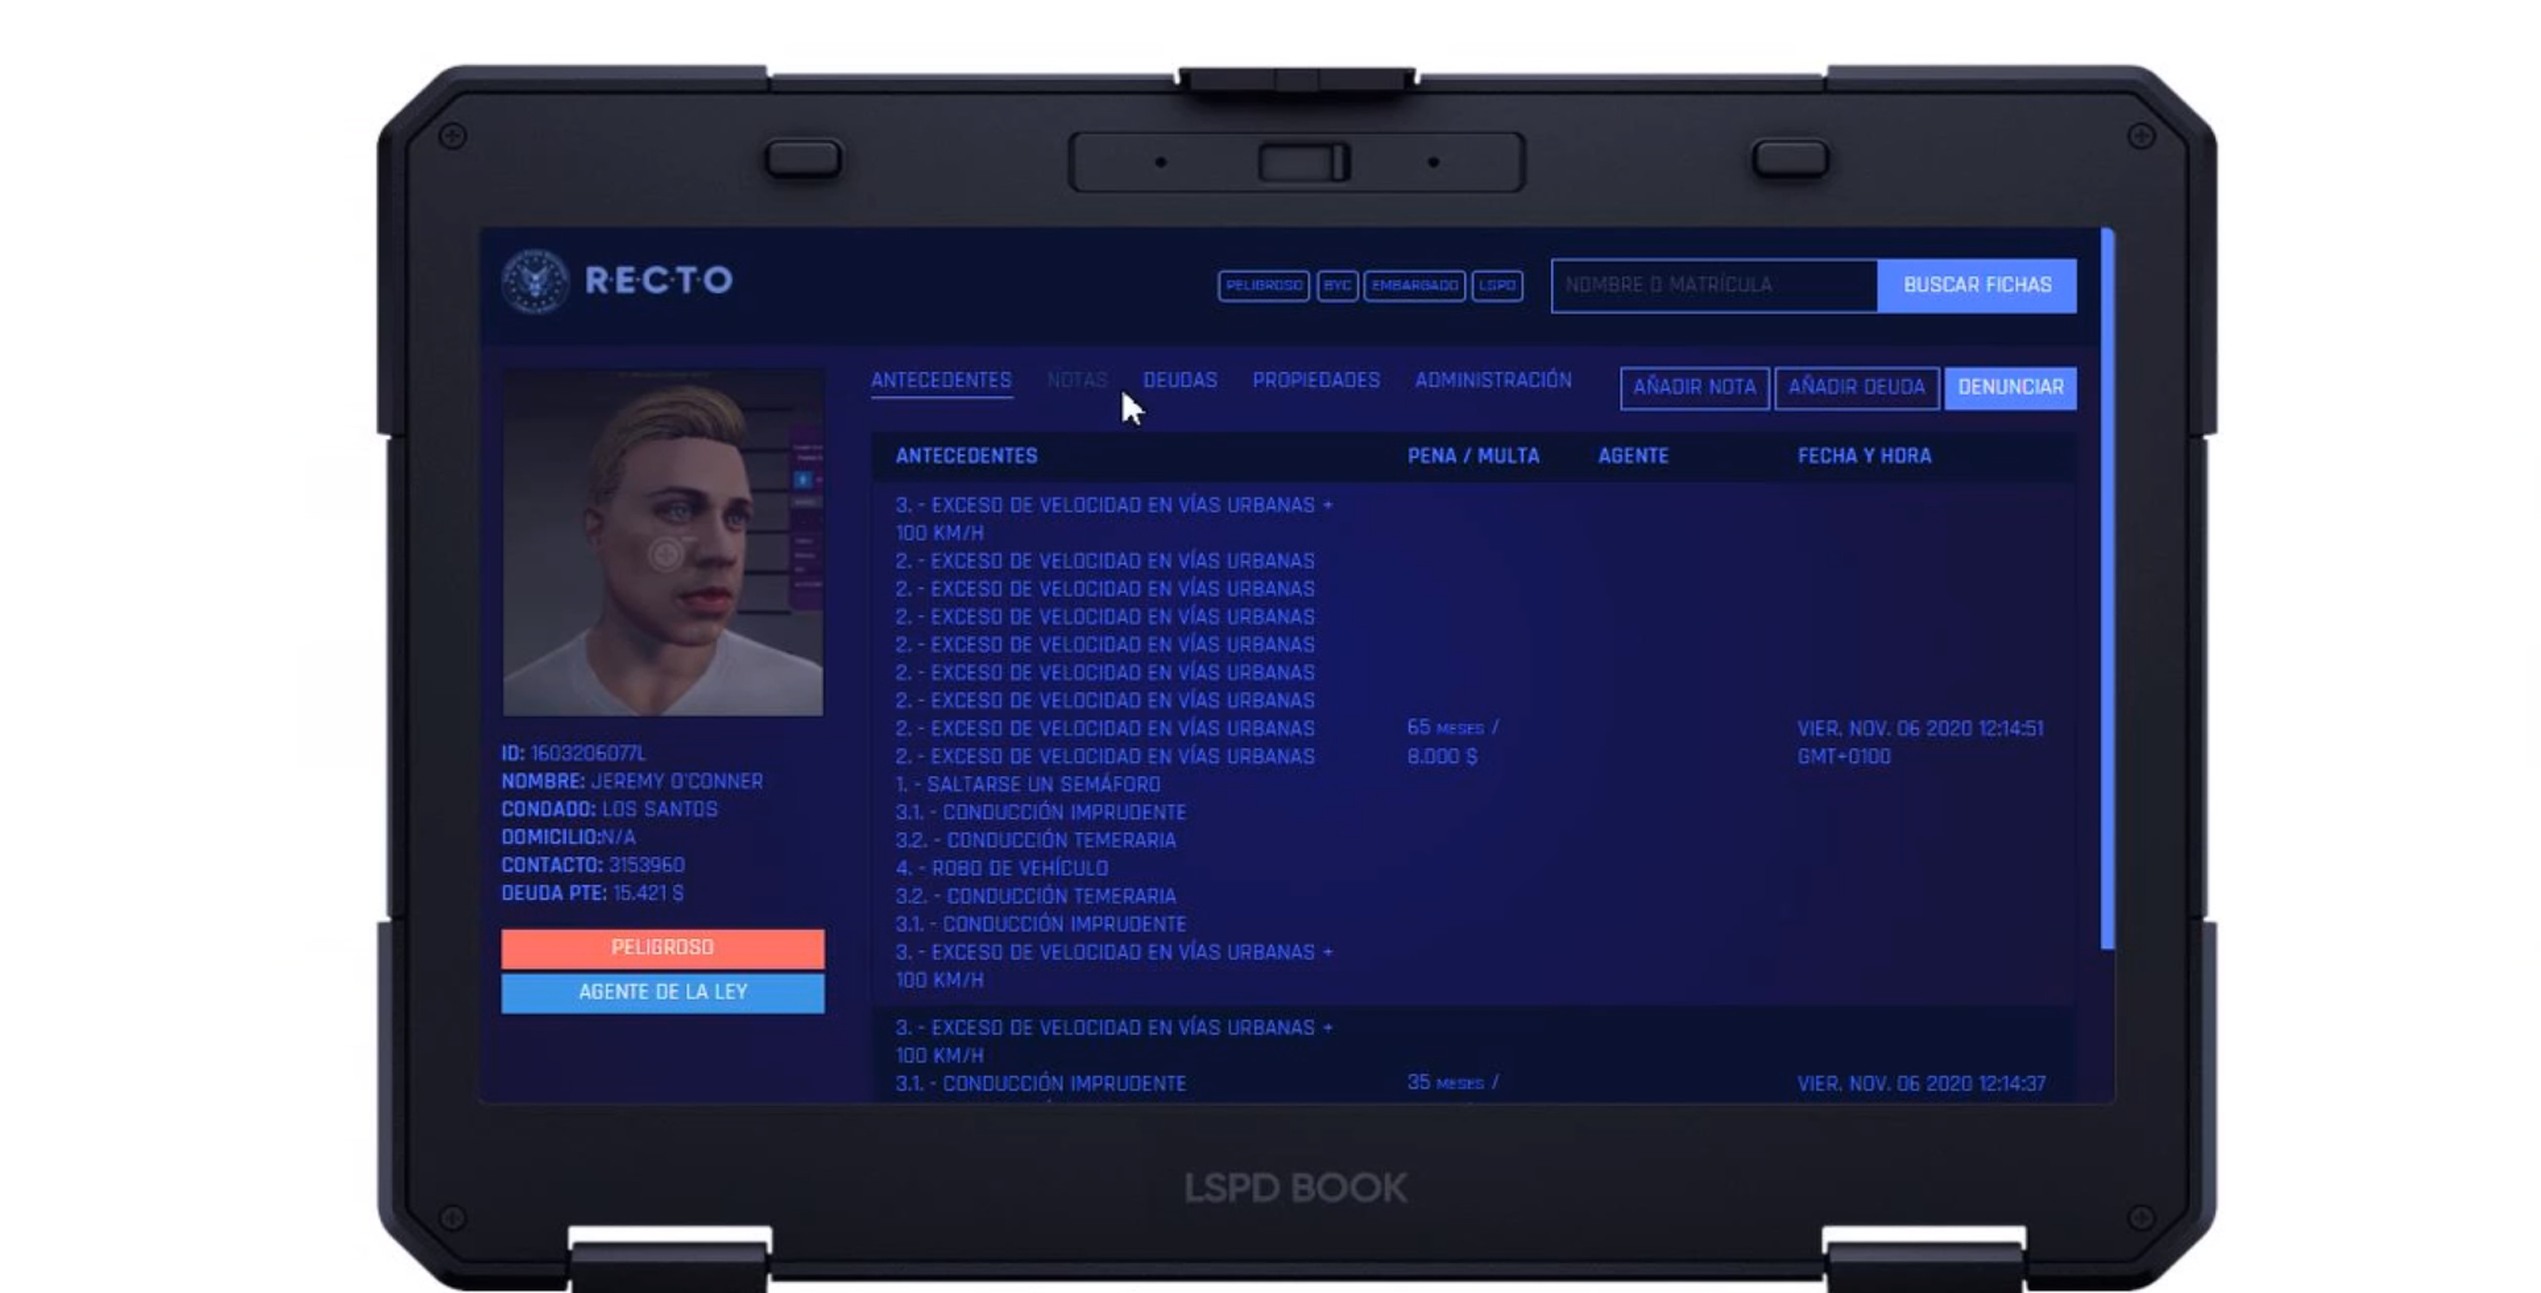 R·E·C·T·O
PELIGROSO BYC EMBARGADO LSPD
NOMBRE O MATRÍCULA
BUSCAR FICHAS
ANTECEDENTES NOTAS DEUDAS PROPIEDADES ADMINISTRACIÓN
AÑADIR NOTA AÑADIR DEUDA DENUNCIAR
ID: 1603206077L
NOMBRE: JEREMY O'CONNER
CONDADO: LOS SANTOS
DOMICILIO:N/A
CONTACTO: 3153960
DEUDA PTE: 15.421 $
PELIGROSO
AGENTE DE LA LEY
ANTECEDENTES PENA / MULTA AGENTE FECHA Y HORA
3. - EXCESO DE VELOCIDAD EN VÍAS URBANAS +
100 KM/H
2. - EXCESO DE VELOCIDAD EN VÍAS URBANAS
2. - EXCESO DE VELOCIDAD EN VÍAS URBANAS
2. - EXCESO DE VELOCIDAD EN VÍAS URBANAS
2. - EXCESO DE VELOCIDAD EN VÍAS URBANAS
2. - EXCESO DE VELOCIDAD EN VÍAS URBANAS
2. - EXCESO DE VELOCIDAD EN VÍAS URBANAS
2. - EXCESO DE VELOCIDAD EN VÍAS URBANAS 65 MESES / VIER. NOV. 06 2020 12:14:51
2. - EXCESO DE VELOCIDAD EN VÍAS URBANAS 8.000 $ GMT+0100
1. - SALTARSE UN SEMÁFORO
3.1. - CONDUCCIÓN IMPRUDENTE
3.2. - CONDUCCIÓN TEMERARIA
4. - ROBO DE VEHÍCULO
3.2. - CONDUCCIÓN TEMERARIA
3.1. - CONDUCCIÓN IMPRUDENTE
3. - EXCESO DE VELOCIDAD EN VÍAS URBANAS +
100 KM/H
3. - EXCESO DE VELOCIDAD EN VÍAS URBANAS +
100 KM/H
3.1. - CONDUCCIÓN IMPRUDENTE 35 MESES / VIER. NOV. 06 2020 12:14:37
LSPD BOOK